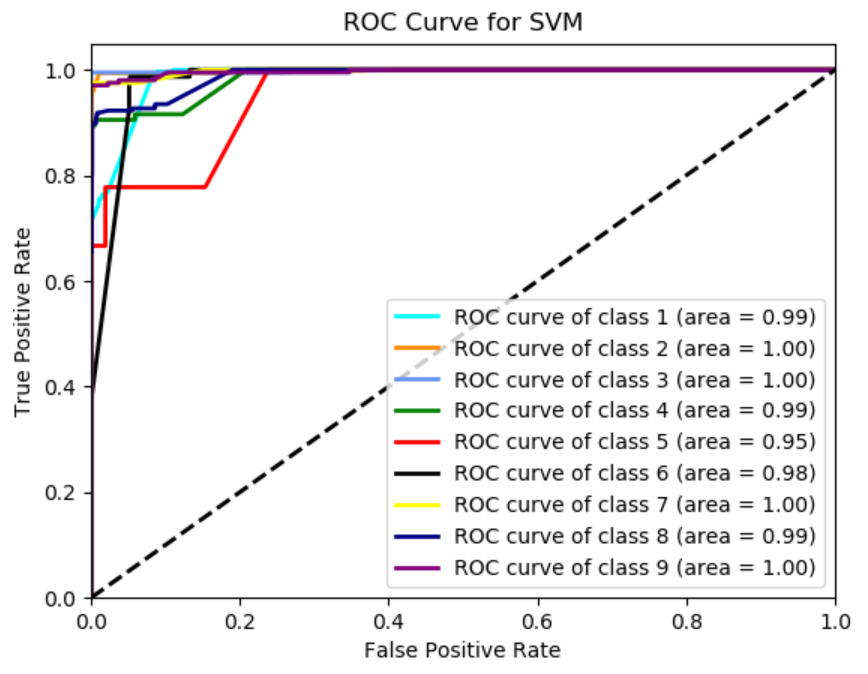 ROC Curve for SVM
True Positive Rate
1.0
0.8
0.6
0.4
0.2
0.0
ROC curve of class 1 (area = 0.99)
ROC curve of class 2 (area = 1.00)
ROC curve of class 3 (area = 1.00)
ROC curve of class 4 (area = 0.99)
ROC curve of class 5 (area = 0.95)
ROC curve of class 6 (area = 0.98)
ROC curve of class 7 (area = 1.00)
ROC curve of class 8 (area = 0.99)
ROC curve of class 9 (area = 1.00)
0.0 0.2 0.4 0.6 0.8 1.0
False Positive Rate